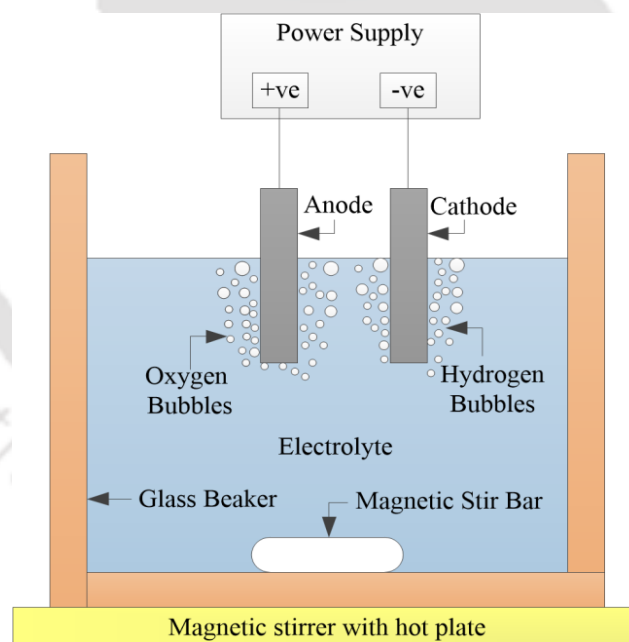 Power Supply
+ve
-ve
Anode
Cathode
Oxygen
Bubbles
Hydrogen
Bubbles
Electrolyte
Glass Beaker
Magnetic Stir Bar
Magnetic stirrer with hot plate